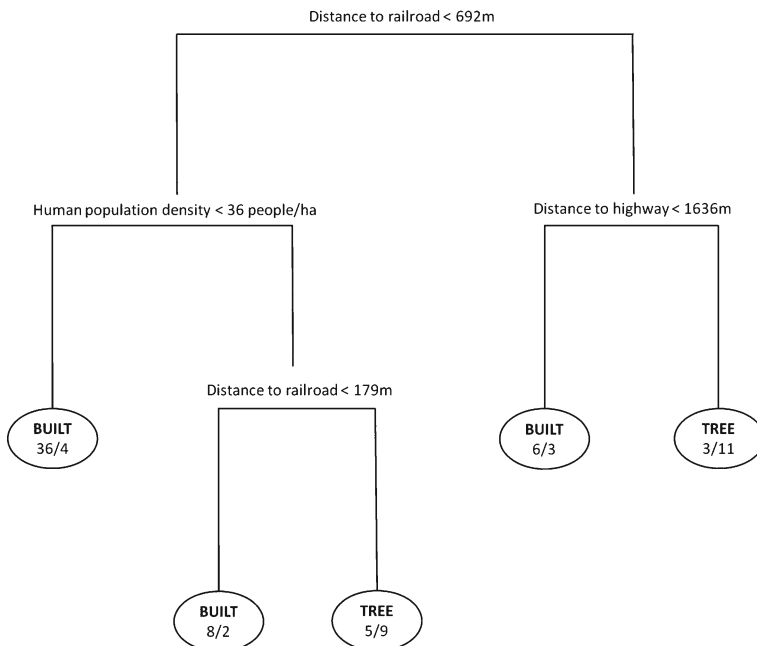 Distance to railroad < 692m
Human population density < 36 people/ha
Distance to highway < 1636m
Distance to railroad < 179m
BUILT
36/4
BUILT
6/3
TREE
3/11
BUILT
8/2
TREE
5/9